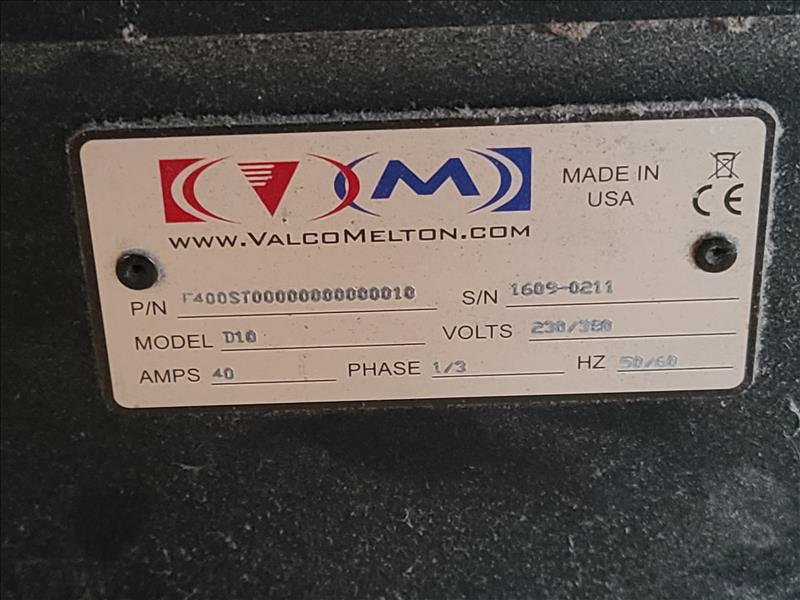 VM
MADE IN
USA
CE
WWW.VALCOMELTON.COM
P/N F400ST00000000000010 S/N 1609-0211
MODEL D10 VOLTS 230/380
AMPS 40 PHASE 1/3 HZ 50/60